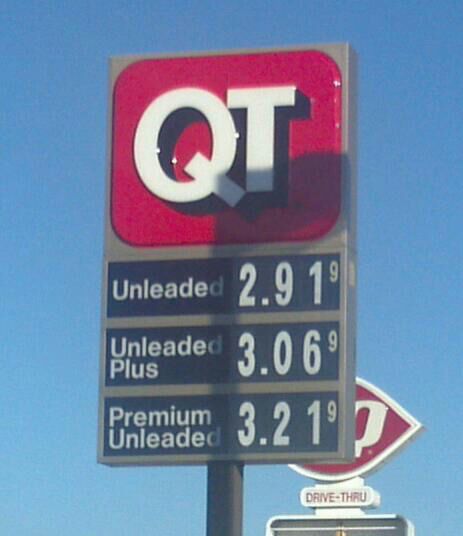 QT
Unleaded 2.91 9
Unleaded Plus 3.06 9
Premium Unleaded 3.21 9
Q
DRIVE-THRU